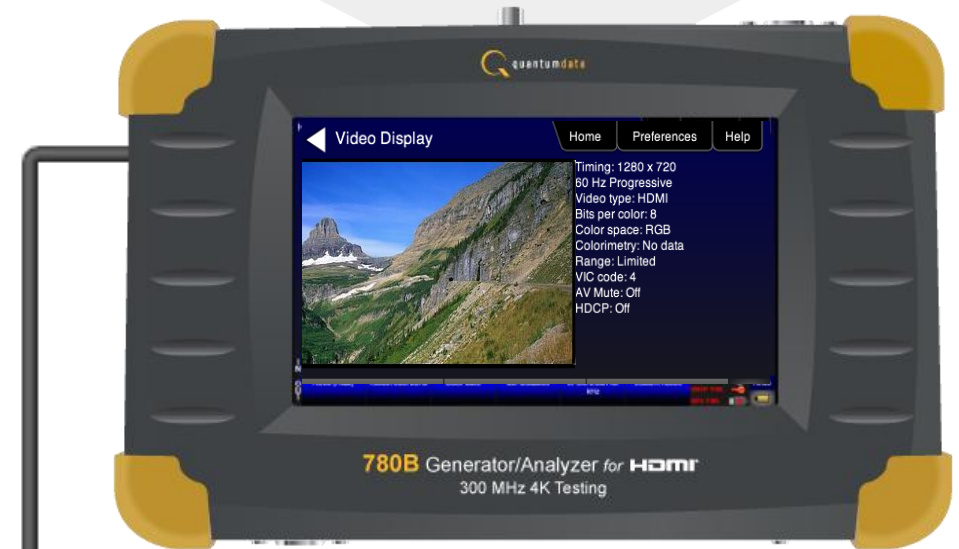 quantumdata
Video Display
Home
Preferences
Help
Timing: 1280 x 720
60 Hz Progressive
Video type: HDMI
Bits per color: 8
Color space: RGB
Colorimetry: No data
Range: Limited
VIC code: 4
AV Mute: Off
HDCP: Off
780B Generator/Analyzer for HDMI
300 MHz 4K Testing